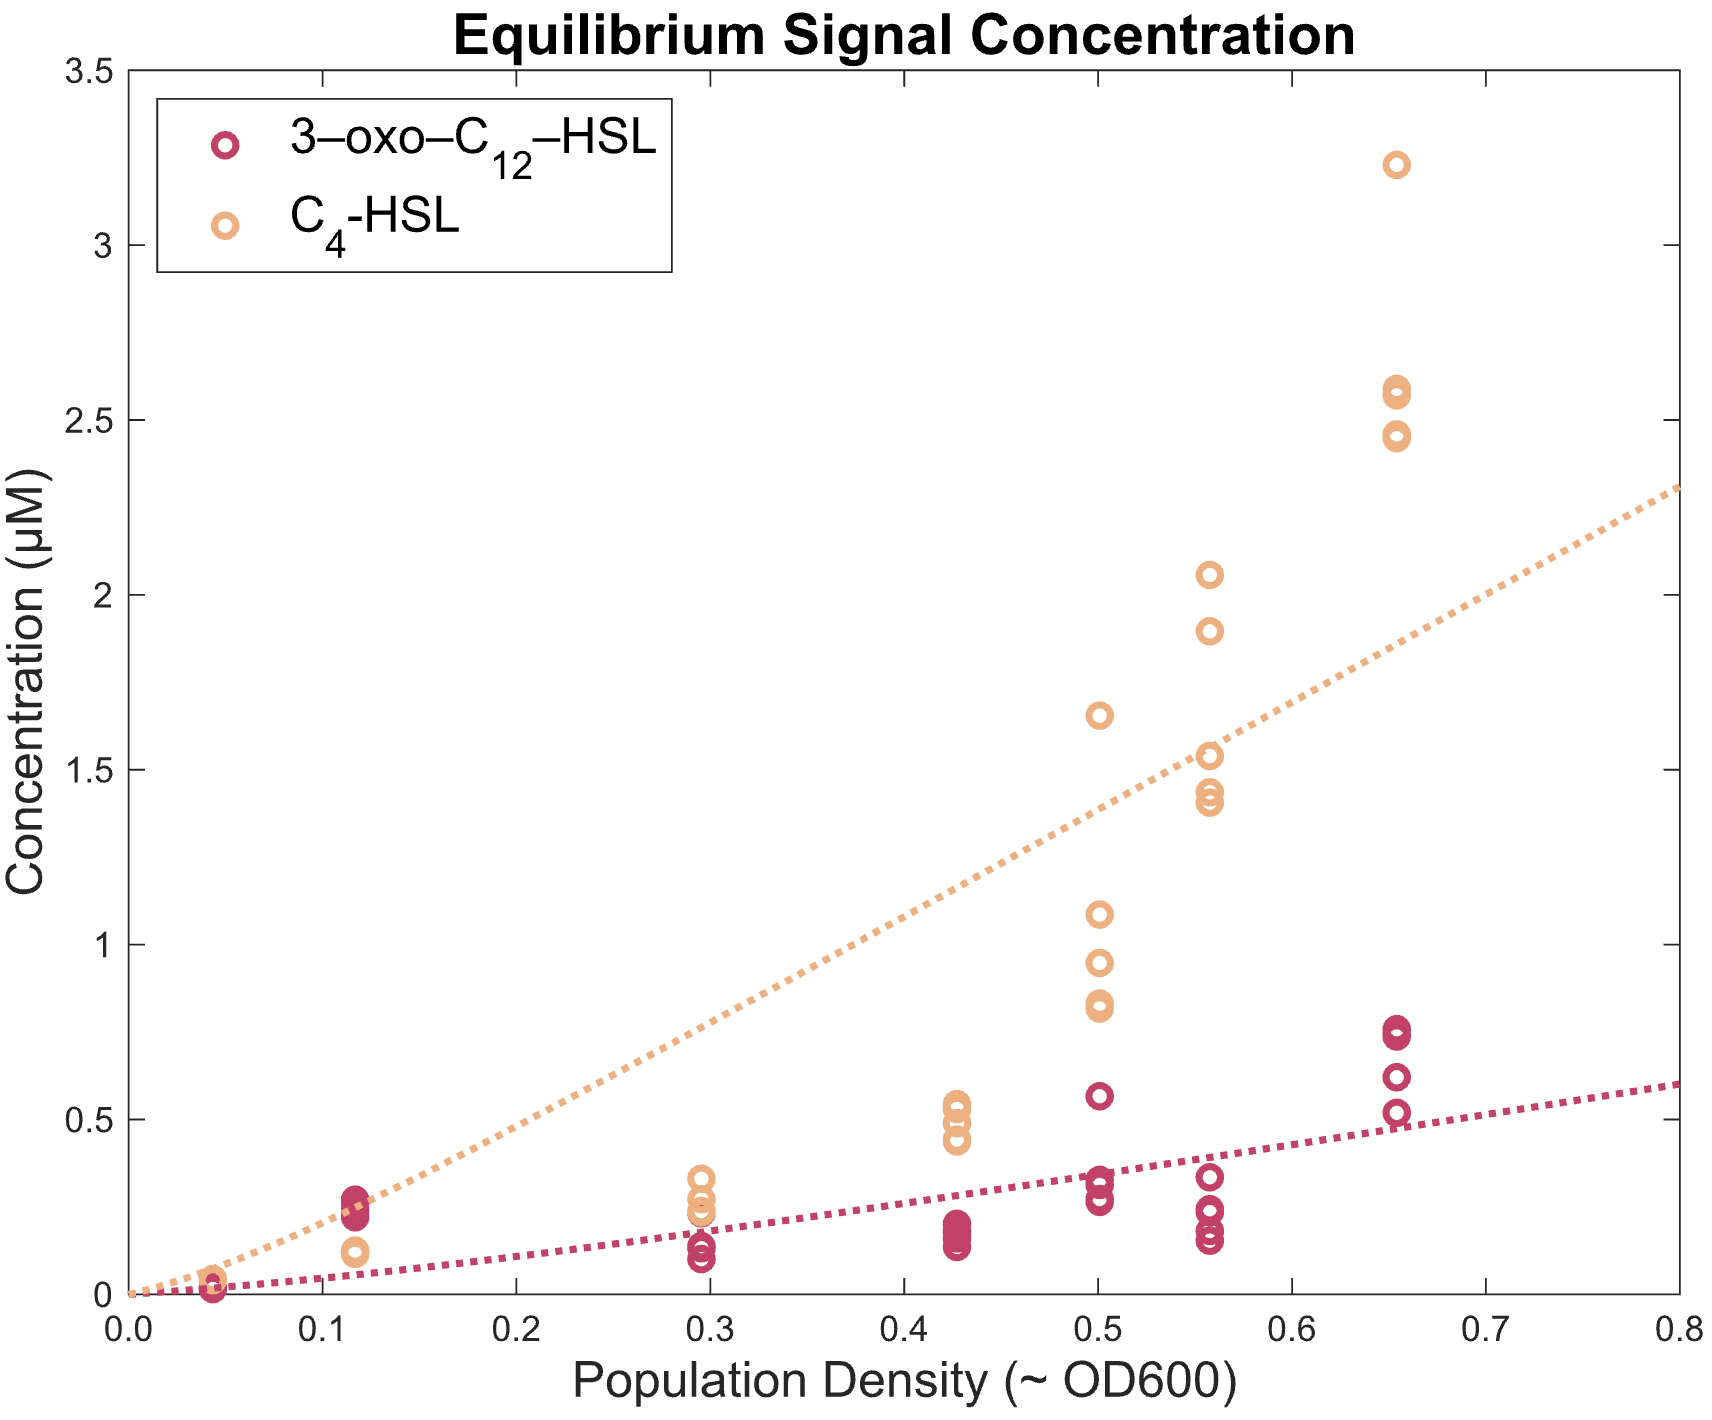 Equilibrium Signal Concentration
3–oxo–C12–HSL
C4-HSL
3.5
3
2.5
2
1.5
1
0.5
0
Concentration (µM)
0.0 0.1 0.2 0.3 0.4 0.5 0.6 0.7 0.8
Population Density (~ OD600)